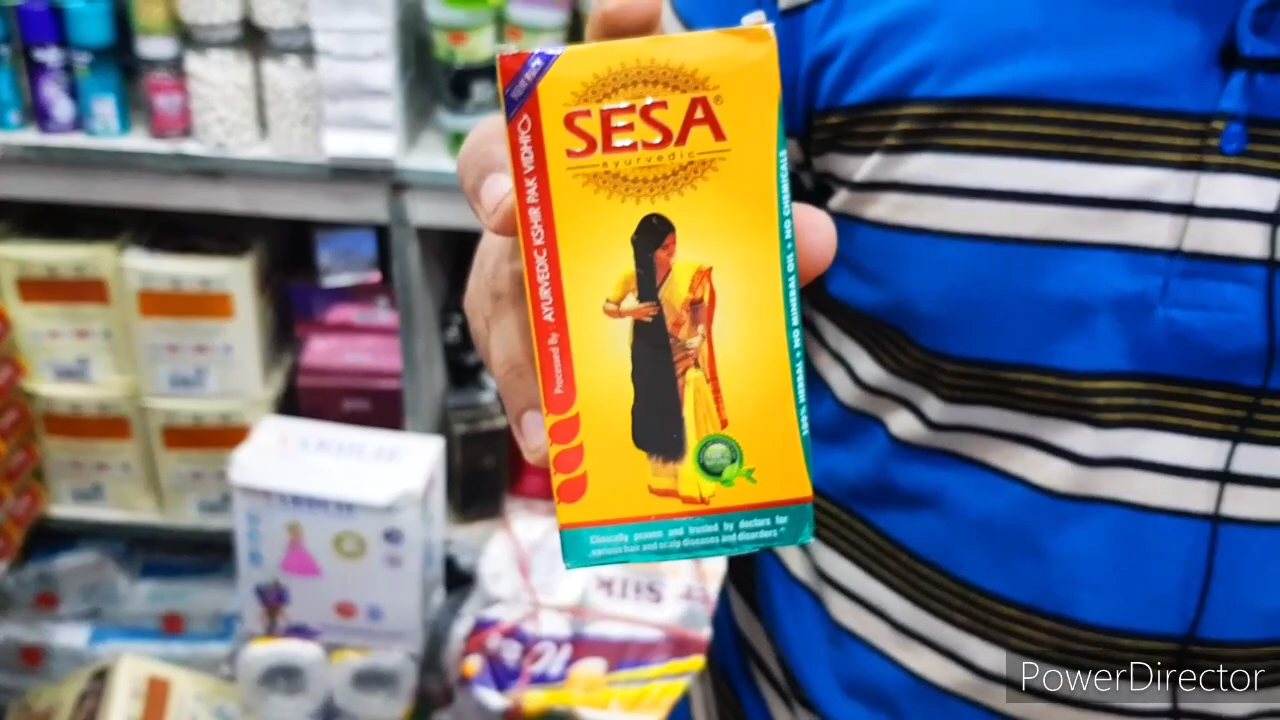 SESA®
ayurvedic
Processed By : AYURVEDIC KSHIR PAK VIDHI
100% HERBAL + NO MINERAL OIL + NO CHEMICALS
Clinically proven and trusted by doctors for
various hair and scalp diseases and disorders
PowerDirector